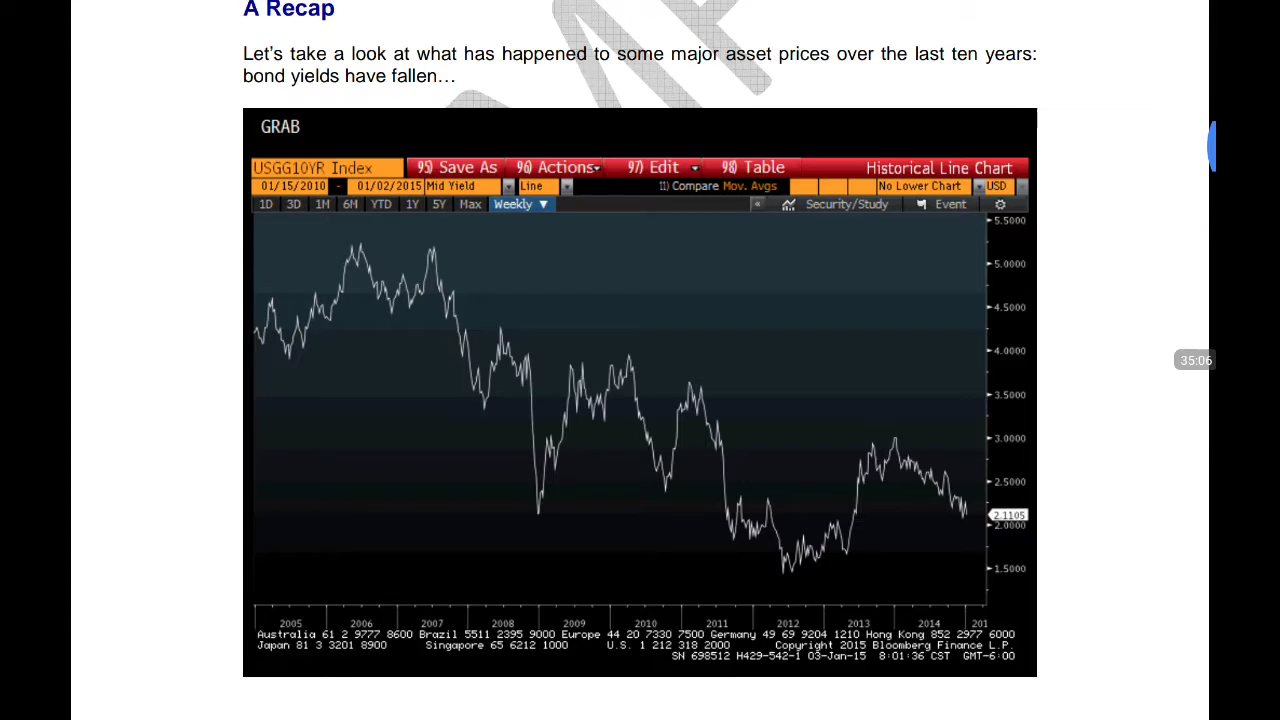 A Recap
Let's take a look at what has happened to some major asset prices over the last ten years:
bond yields have fallen…
GRAB
USGG10YR Index 95) Save As 96) Actions 97) Edit 98) Table Historical Line Chart
01/15/2010 - 01/02/2015 Mid Yield Line 11) Compare Mov. Avgs No Lower Chart USD
1D 3D 1M 6M YTD 1Y 5Y Max Weekly ▼ « Security/Study Event
5.5000
5.0000
4.5000
4.0000
35:06
3.5000
3.0000
2.5000
2.1105
2.0000
1.5000
2005 2006 2007 2008 2009 2010 2011 2012 2013 2014 201
Australia 61 2 9777 8600 Brazil 5511 2395 9000 Europe 44 20 7330 7500 Germany 49 69 9204 1210 Hong Kong 852 2977 6000
Japan 81 3 3201 8900 Singapore 65 6212 1000 U.S. 1 212 318 2000 Copyright 2015 Bloomberg Finance L.P.
SN 698512 H429-542-1 03-Jan-15 8:01:36 CST GMT-6:00